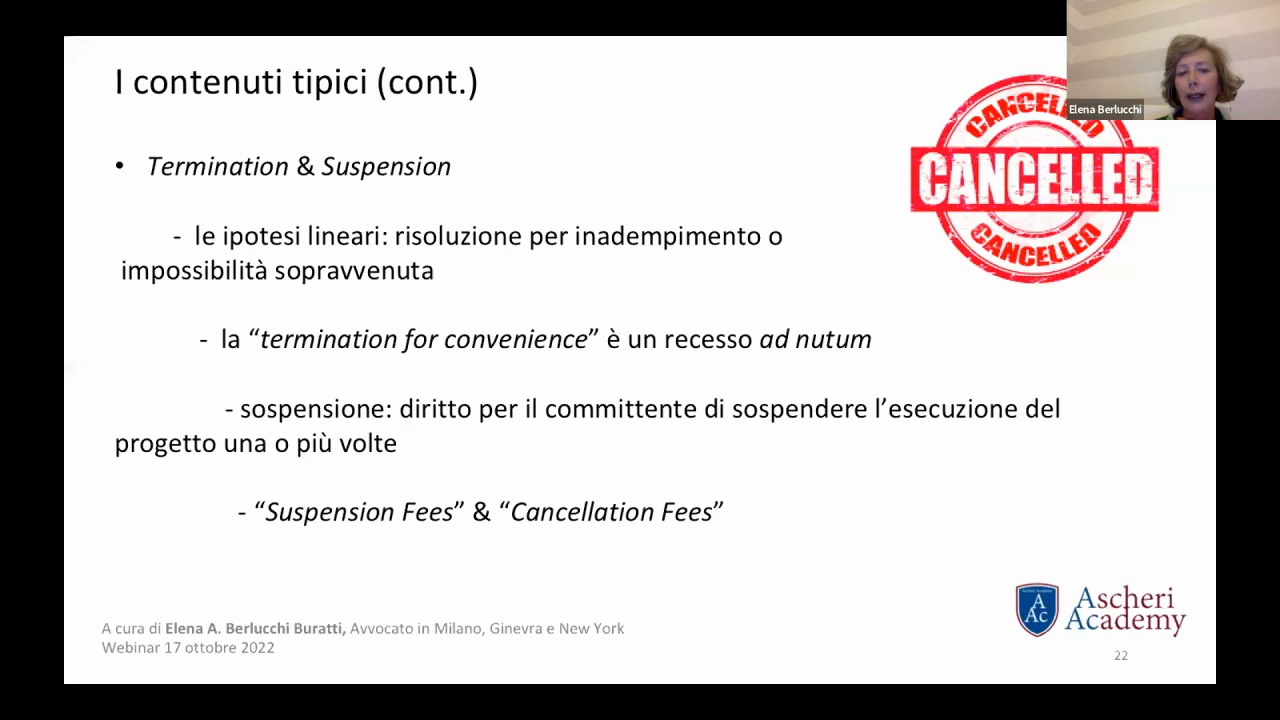 I contenuti tipici (cont.)
CANCELLED
CANCELLED
CANCELLED
Elena Berlucchi
• Termination & Suspension
- le ipotesi lineari: risoluzione per inadempimento o
impossibilità sopravvenuta
- la “termination for convenience” è un recesso ad nutum
- sospensione: diritto per il committente di sospendere l’esecuzione del
progetto una o più volte
- “Suspension Fees” & “Cancellation Fees”
A cura di Elena A. Berlucchi Buratti, Avvocato in Milano, Ginevra e New York
Webinar 17 ottobre 2022
A
Ac
Ascheri
Academy
22